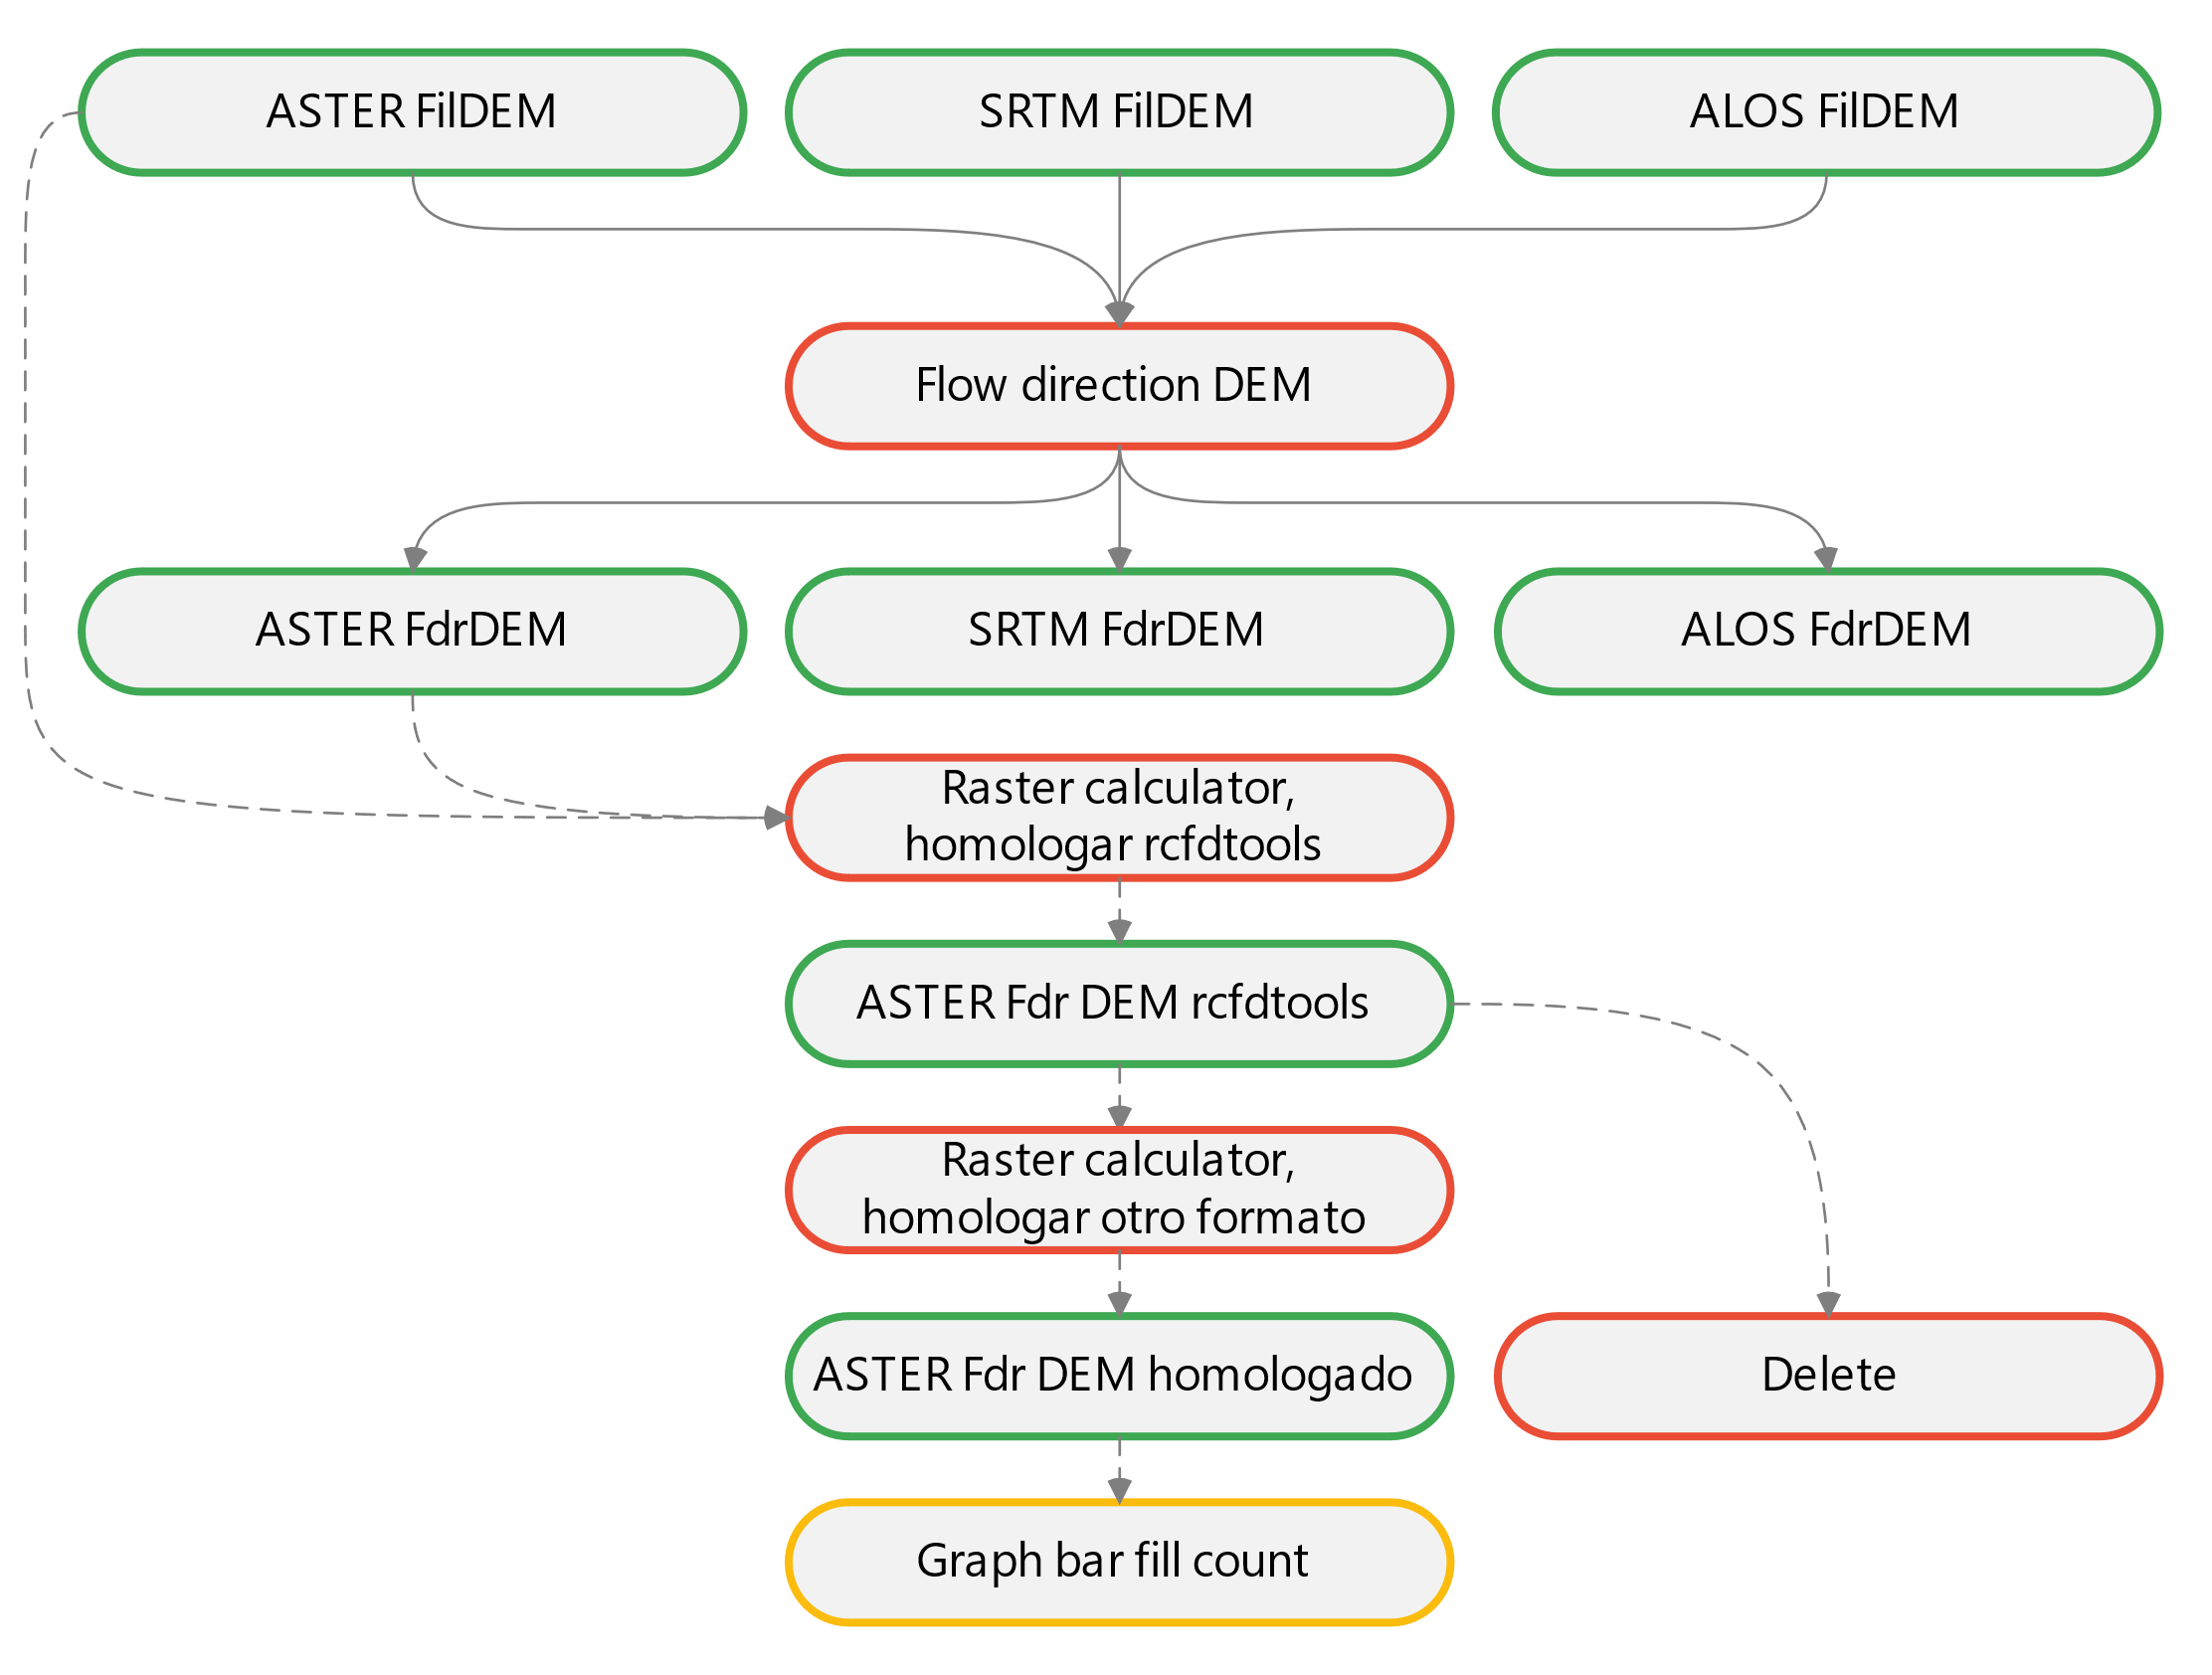 ASTER FilDEM
SRTM FilDEM
ALOS FilDEM
Flow direction DEM
ASTER FdrDEM
SRTM FdrDEM
ALOS FdrDEM
Raster calculator,
homologar rcfdtools
ASTER Fdr DEM rcfdtools
Raster calculator,
homologar otro formato
ASTER Fdr DEM homologado
Delete
Graph bar fill count